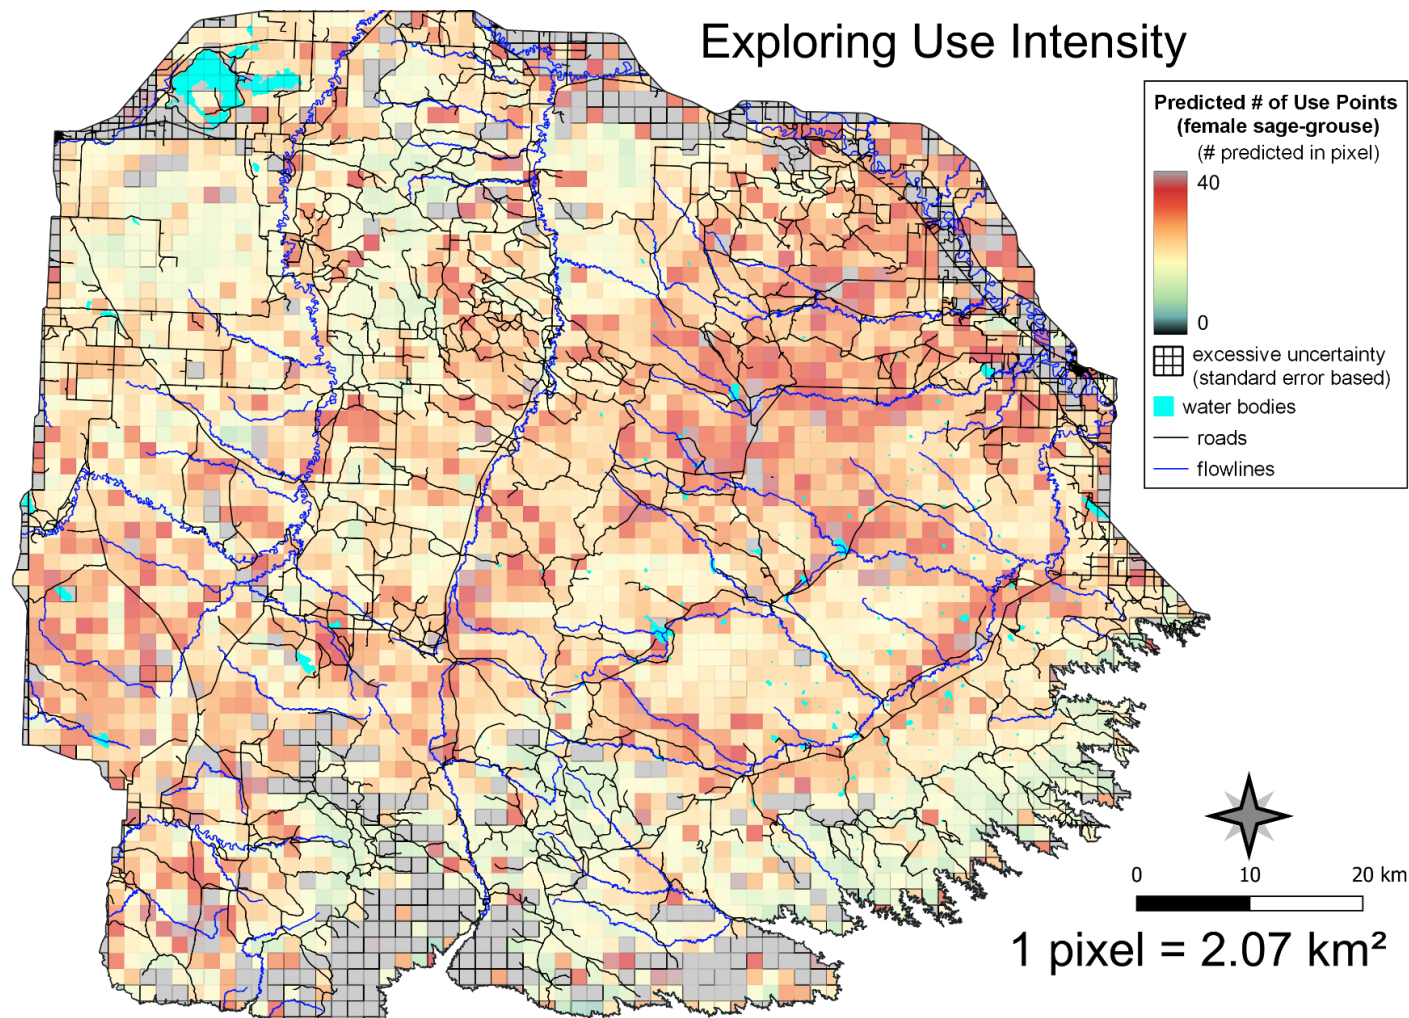 Exploring Use Intensity
Predicted # of Use Points
(female sage-grouse)
(# predicted in pixel)
40
0
excessive uncertainty
(standard error based)
water bodies
roads
flowlines
0 10 20 km
1 pixel = 2.07 km²